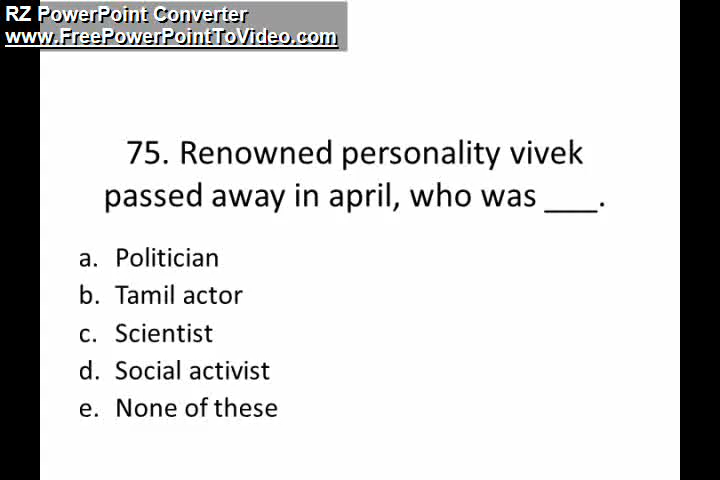 RZ PowerPoint Converter
www.FreePowerPointToVideo.com
75. Renowned personality vivek
passed away in april, who was ___.
a. Politician
b. Tamil actor
c. Scientist
d. Social activist
e. None of these